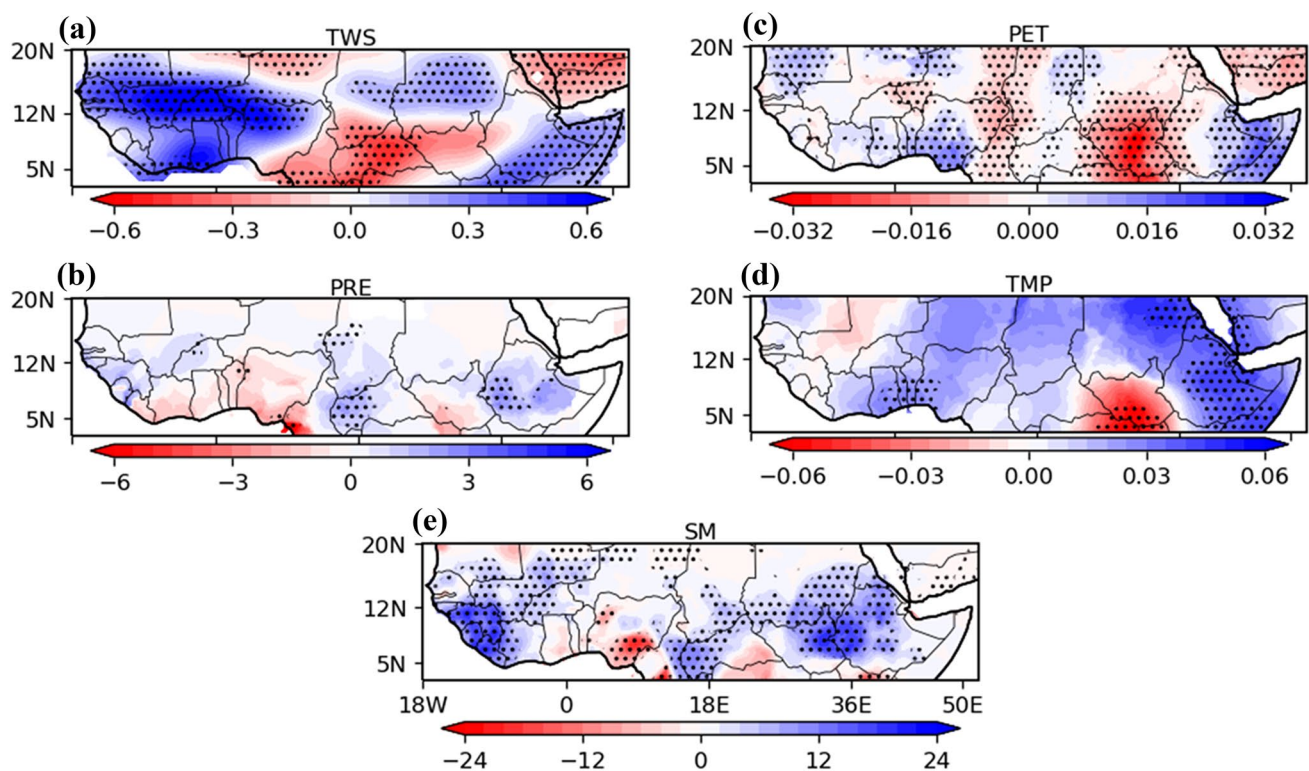 (a)
TWS
20N
12N
5N
−0.6 −0.3 0.0 0.3 0.6
(c)
PET
20N
12N
5N
−0.032 −0.016 0.000 0.016 0.032
(b)
PRE
20N
12N
5N
−6 −3 0 3 6
(d)
TMP
20N
12N
5N
−0.06 −0.03 0.00 0.03 0.06
(e)
SM
20N
12N
5N
18W 0 18E 36E 50E
−24 −12 0 12 24